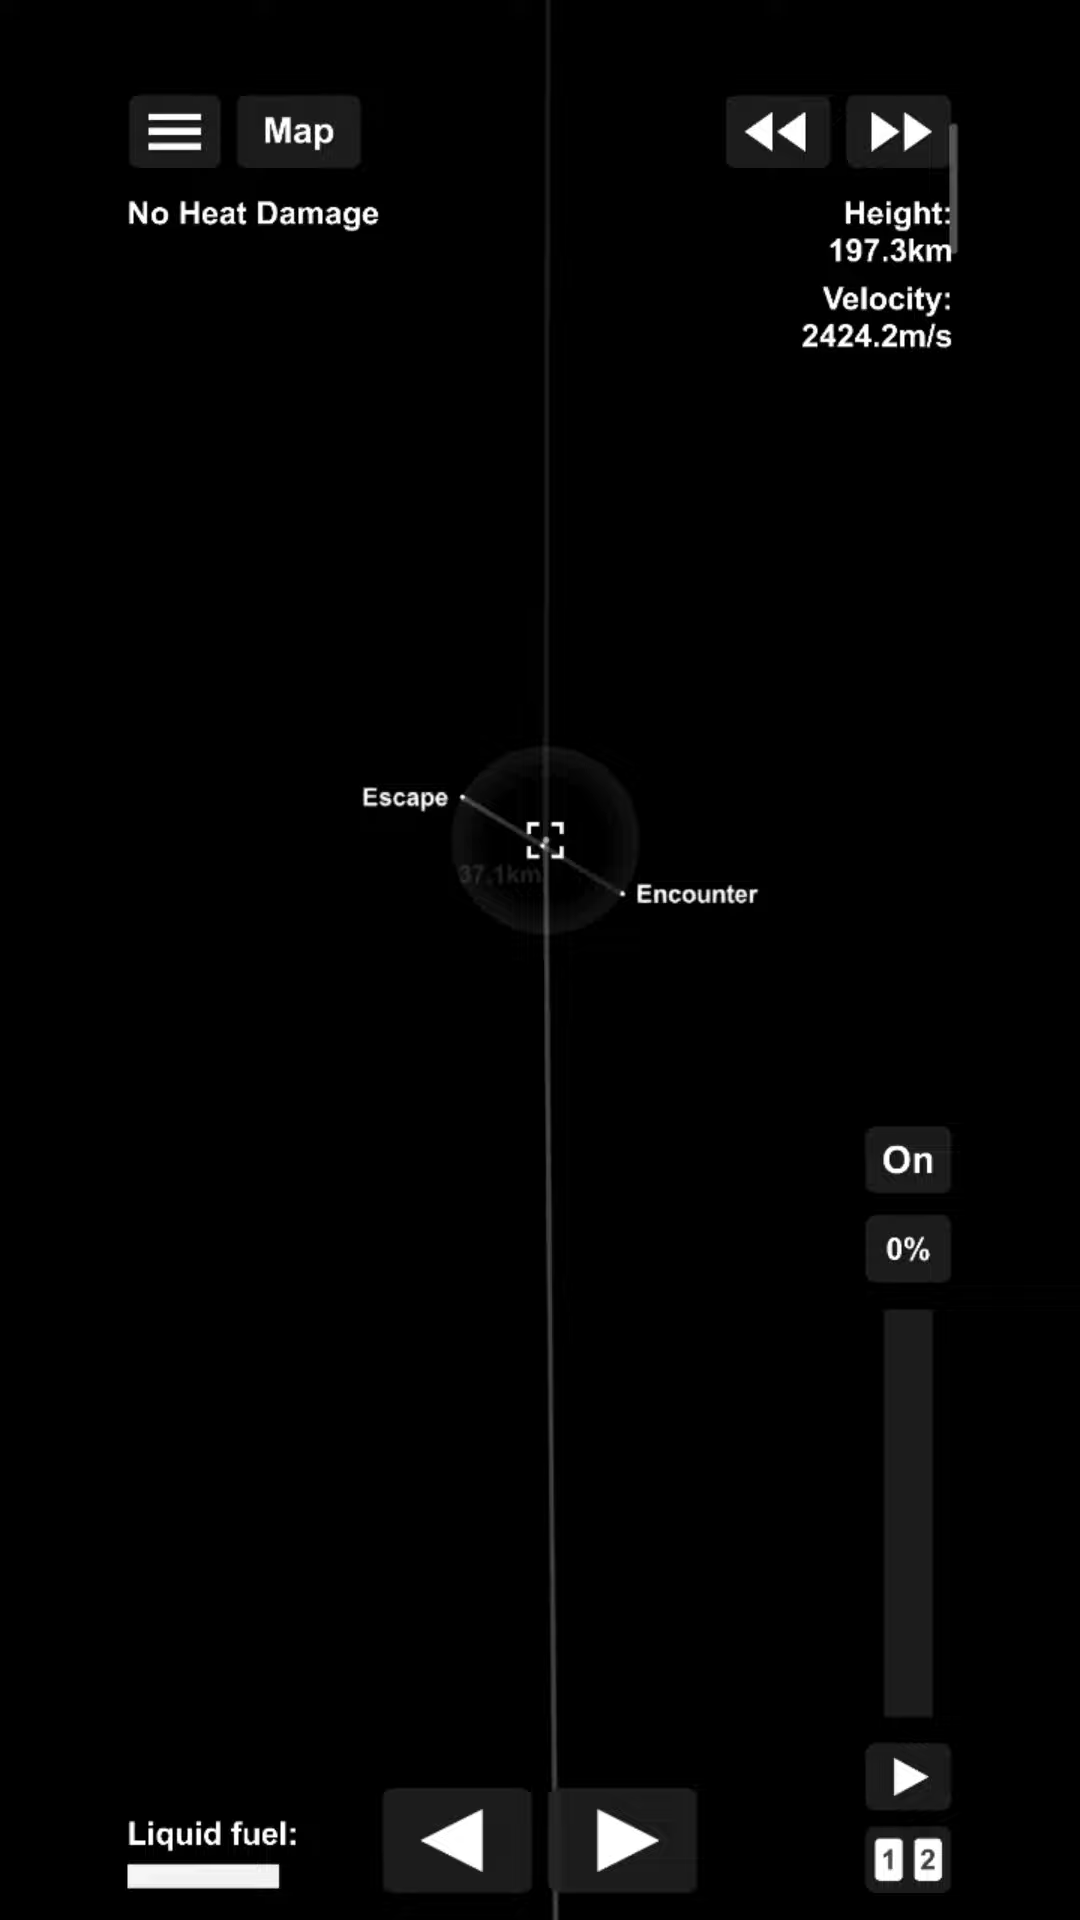 Map
No Heat Damage
Height:
197.3km
Velocity:
2424.2m/s
Escape
37.1km
Encounter
On
0%
Liquid fuel:
1 2